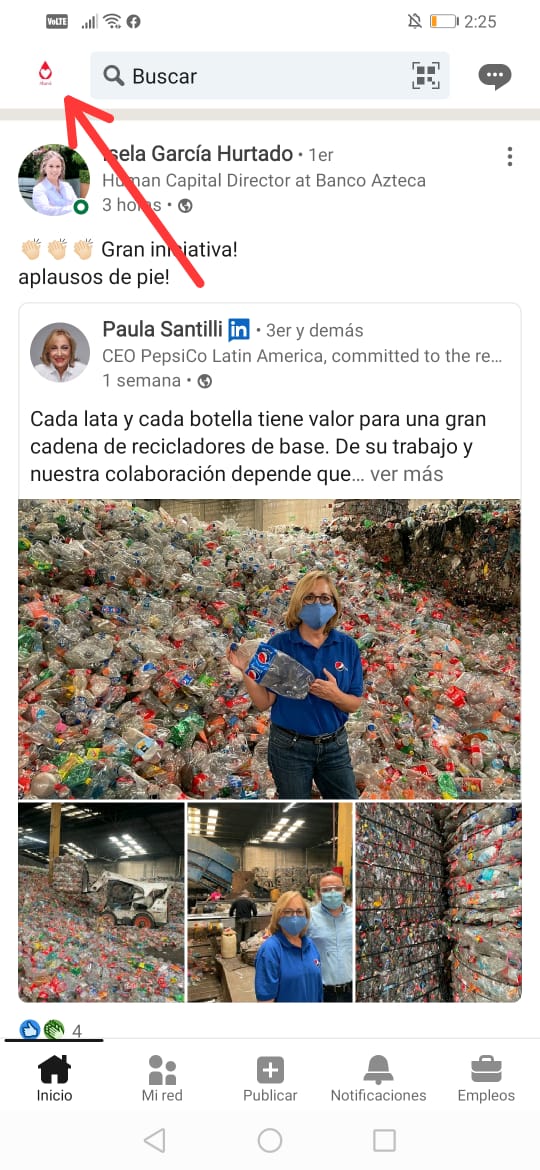 VoLTE
2:25
Buscar
Isela García Hurtado • 1er
Human Capital Director at Banco Azteca
3 horas •
Gran iniciativa!
aplausos de pie!
Paula Santilli in • 3er y demás
CEO PepsiCo Latin America, committed to the re...
1 semana •
Cada lata y cada botella tiene valor para una gran
cadena de recicladores de base. De su trabajo y
nuestra colaboración depende que... ver más
4
Inicio
Mi red
Publicar
Notificaciones
Empleos